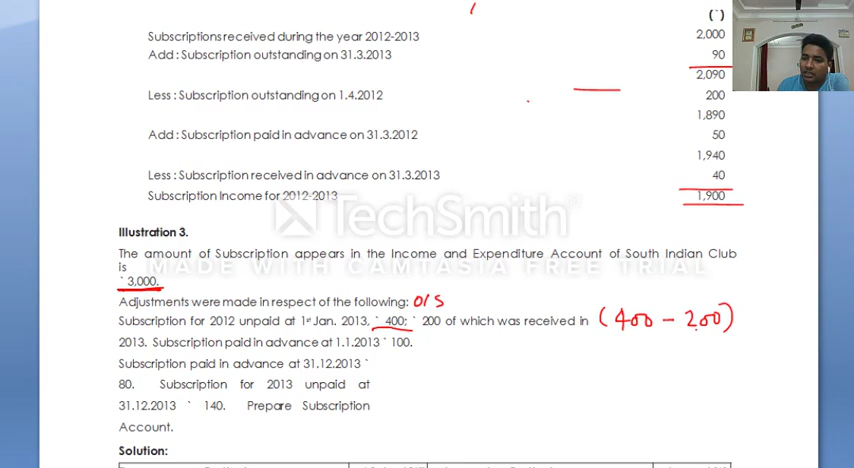 (`)
Subscriptions received during the year 2012-2013 2,000
Add : Subscription outstanding on 31.3.2013 90
2,090
Less : Subscription outstanding on 1.4.2012 200
1,890
Add : Subscription paid in advance on 31.3.2012 50
1,940
Less : Subscription received in advance on 31.3.2013 40
Subscription Income for 2012-2013 1,900
TechSmith®
MADE WITH CAMTASIA FREE TRIAL
Illustration 3.
The amount of Subscription appears in the Income and Expenditure Account of South Indian Club
is
` 3,000.
Adjustments were made in respect of the following: O/S
Subscription for 2012 unpaid at 1st Jan. 2013, ` 400; ` 200 of which was received in (400 - 200)
2013. Subscription paid in advance at 1.1.2013 ` 100.
Subscription paid in advance at 31.12.2013 `
80. Subscription for 2013 unpaid at
31.12.2013 ` 140. Prepare Subscription
Account.
Solution: